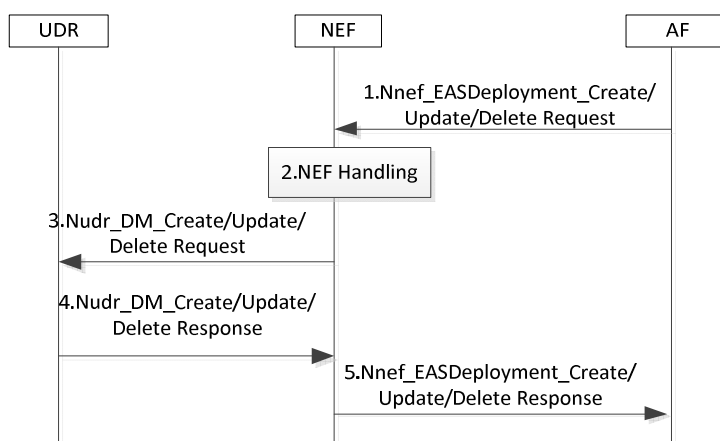 UDR
NEF
AF
1.Nnef_EASDeployment_Create/
Update/Delete Request
2.NEF Handling
3.Nudr_DM_Create/Update/
Delete Request
4.Nudr_DM_Create/Update/
Delete Response
5.Nnef_EASDeployment_Create/
Update/Delete Response